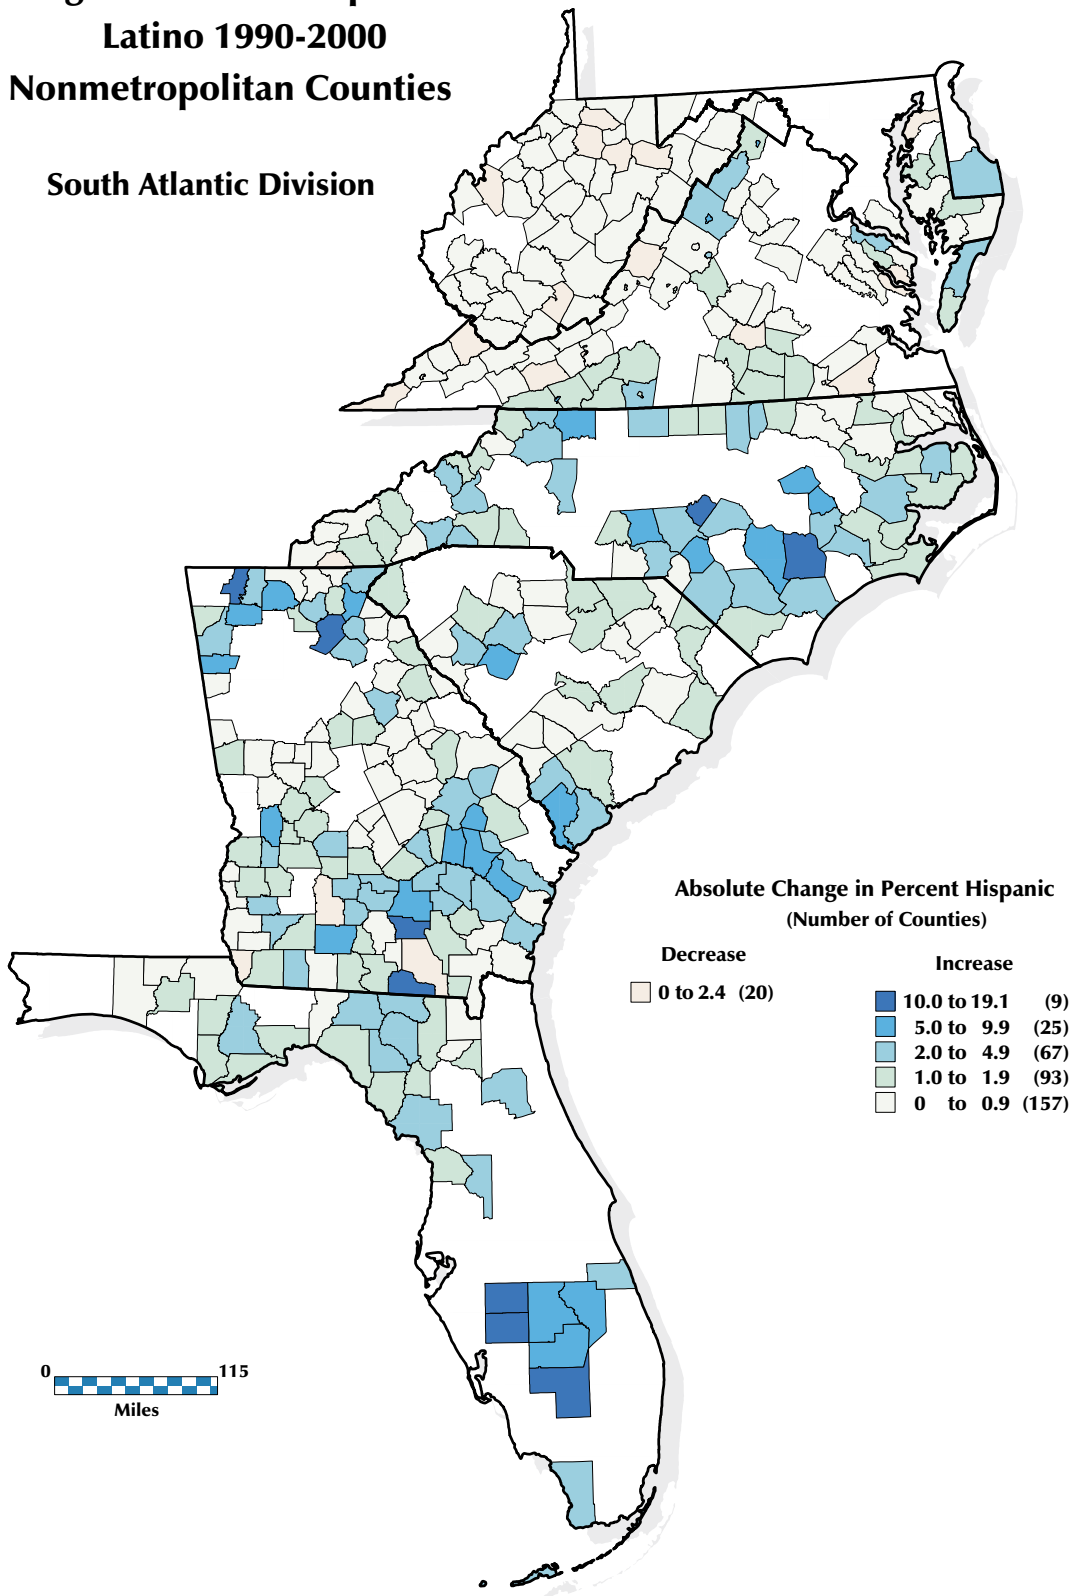 Latino 1990-2000
Nonmetropolitan Counties
South Atlantic Division
Absolute Change in Percent Hispanic
(Number of Counties)
Decrease
0 to 2.4 (20)
Increase
10.0 to 19.1 (9)
5.0 to 9.9 (25)
2.0 to 4.9 (67)
1.0 to 1.9 (93)
0 to 0.9 (157)
0 115
Miles